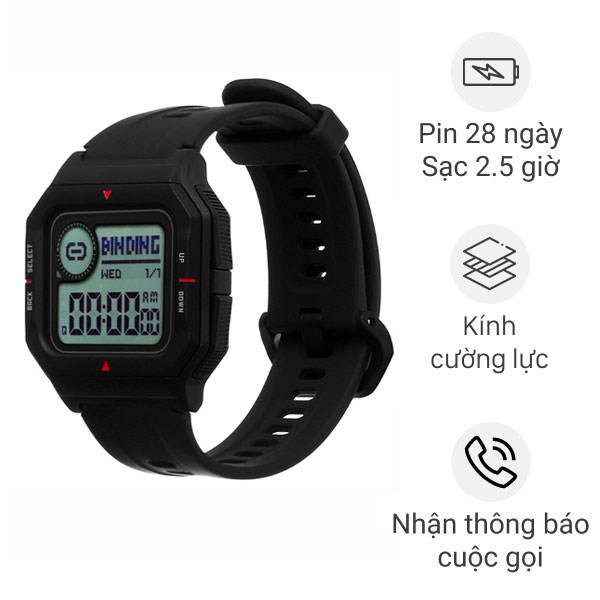 Pin 28 ngày
Sạc 2.5 giờ
Kính
cường lực
Nhận thông báo
cuộc gọi
SELECT
BACK
UP
DOWN
BINDING
WED 1/1
00:00 AM 00